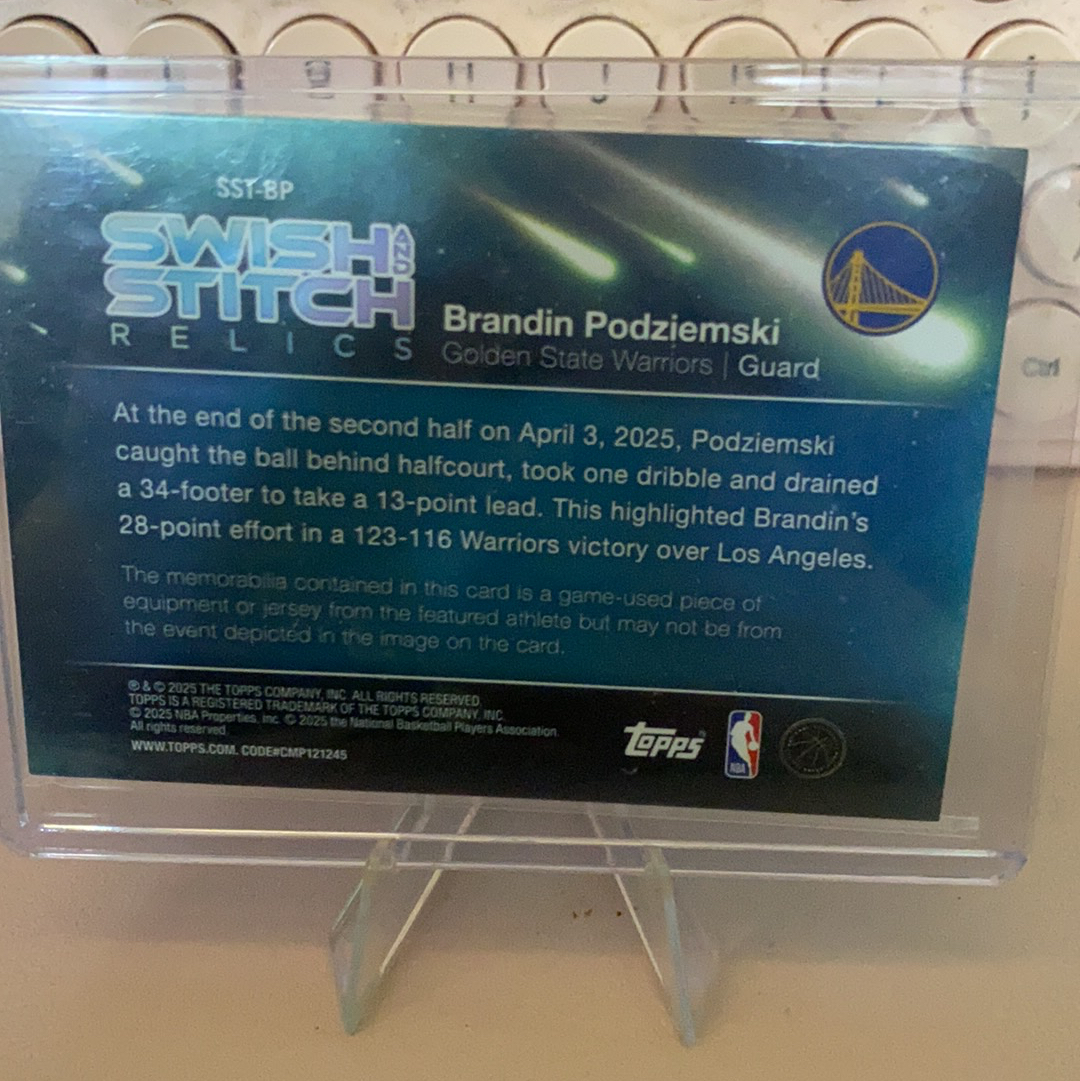 SST-BP
SWISH AND
STITCH
RELICS
Brandin Podziemski
Golden State Warriors | Guard
At the end of the second half on April 3, 2025, Podziemski
caught the ball behind halfcourt, took one dribble and drained
a 34-footer to take a 13-point lead. This highlighted Brandin's
28-point effort in a 123-116 Warriors victory over Los Angeles.
The memorabilia contained in this card is a game-used piece of
equipment or jersey from the featured athlete but may not be from
the event depicted in the image on the card.
® & © 2025 THE TOPPS COMPANY, INC. ALL RIGHTS RESERVED.
TOPPS IS A REGISTERED TRADEMARK OF THE TOPPS COMPANY, INC.
© 2025 NBA Properties, Inc. © 2025 the National Basketball Players Association.
All rights reserved.
WWW.TOPPS.COM. CODE#CMP121245
topps
NBA
Ctrl